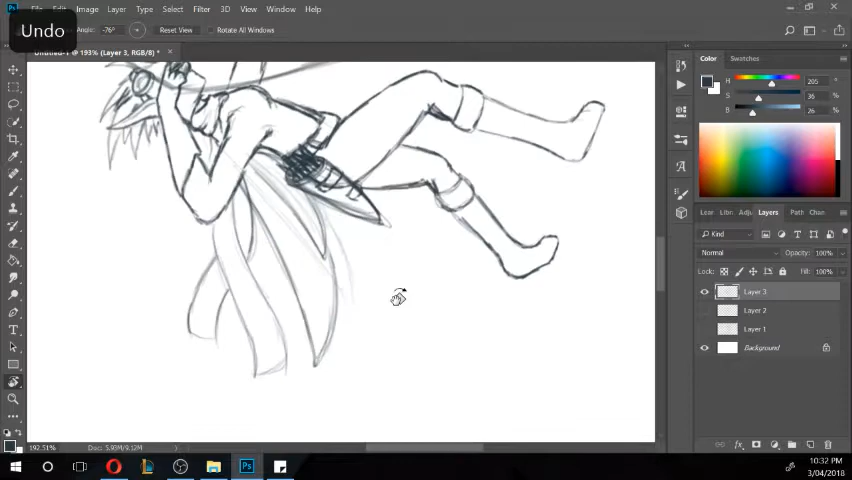 Undo
Edit Image Layer Type Select Filter 3D View Window Help
Angle: -76° Reset View Rotate All Windows
Untitled-1 @ 193% (Layer 3, RGB/8) *
Color Swatches
H 205 °
S 36 %
B 26 %
Lear Libr Adju Layers Path Chan
Kind
Normal Opacity: 100%
Lock: Fill: 100%
Layer 3
Layer 2
Layer 1
Background
192.51% Doc: 5.93M/9.12M
10:32 PM
3/04/2018